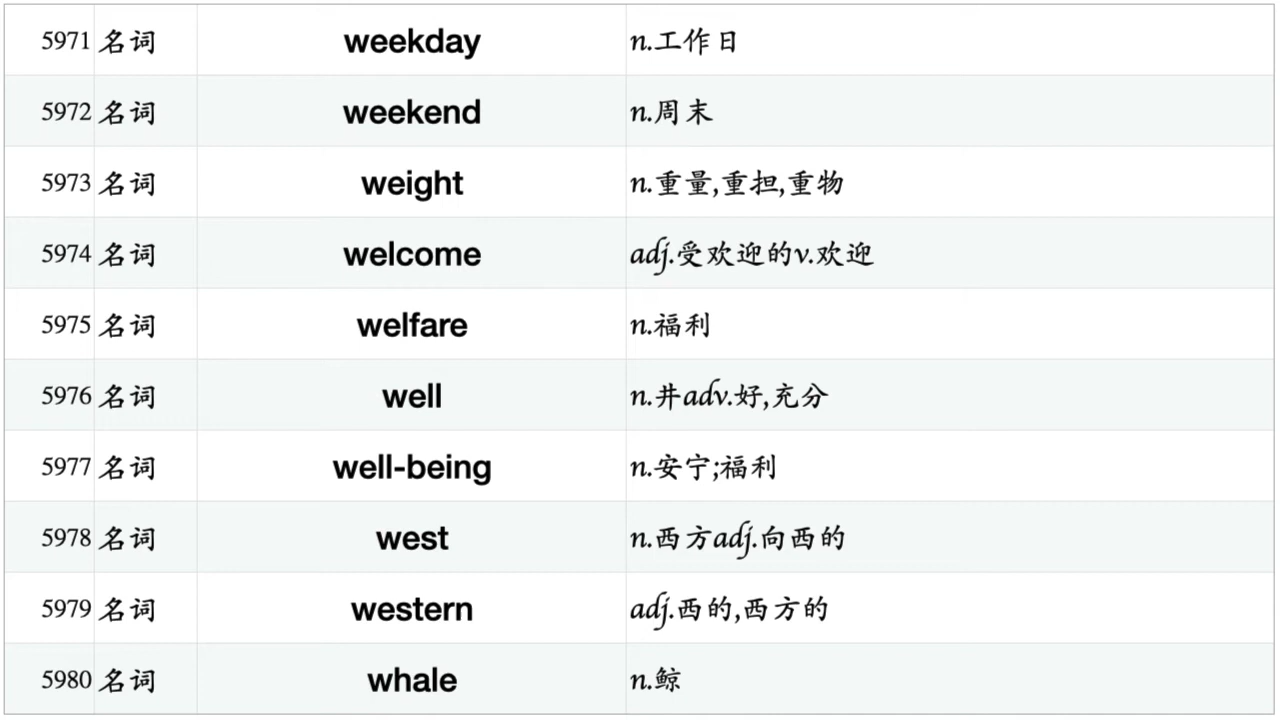 5971 名词 weekday n.工作日
5972 名词 weekend n.周末
5973 名词 weight n.重量,重担,重物
5974 名词 welcome adj.受欢迎的v.欢迎
5975 名词 welfare n.福利
5976 名词 well n.井adv.好,充分
5977 名词 well-being n.安宁;福利
5978 名词 west n.西方adj.向西的
5979 名词 western adj.西的,西方的
5980 名词 whale n.鲸